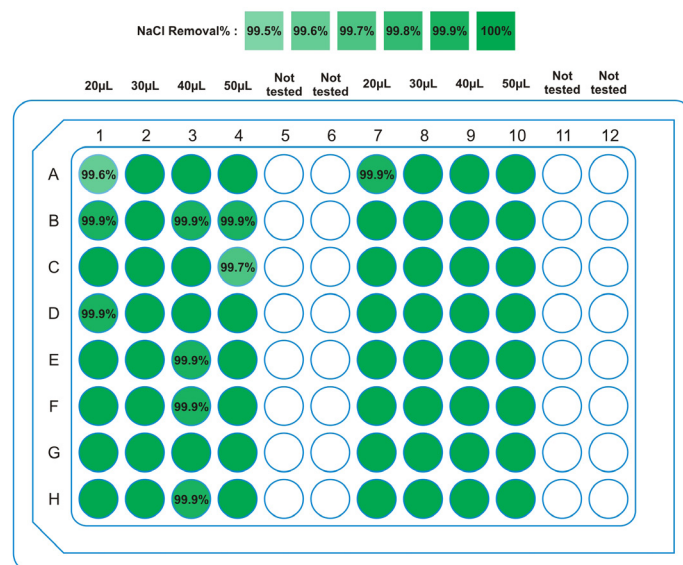 NaCl Removal% : 99.5% 99.6% 99.7% 99.8% 99.9% 100%
20µL 30µL 40µL 50µL Not tested Not tested 20µL 30µL 40µL 50µL Not tested Not tested
1 2 3 4 5 6 7 8 9 10 11 12
A 99.6% 99.9%
B 99.9% 99.9% 99.9%
C 99.7%
D 99.9%
E 99.9%
F 99.9%
G
H 99.9%